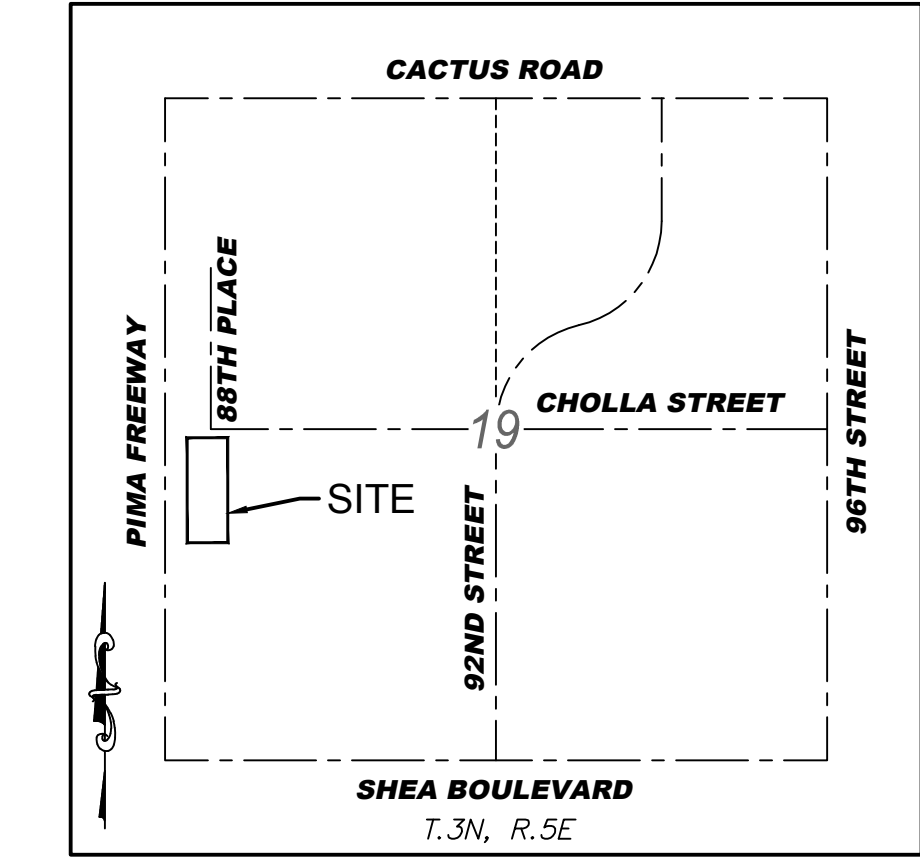 CACTUS ROAD
88TH PLACE
PIMA FREEWAY
CHOLLA STREET
19
96TH STREET
SITE
92ND STREET
SHEA BOULEVARD
T.3N, R.5E